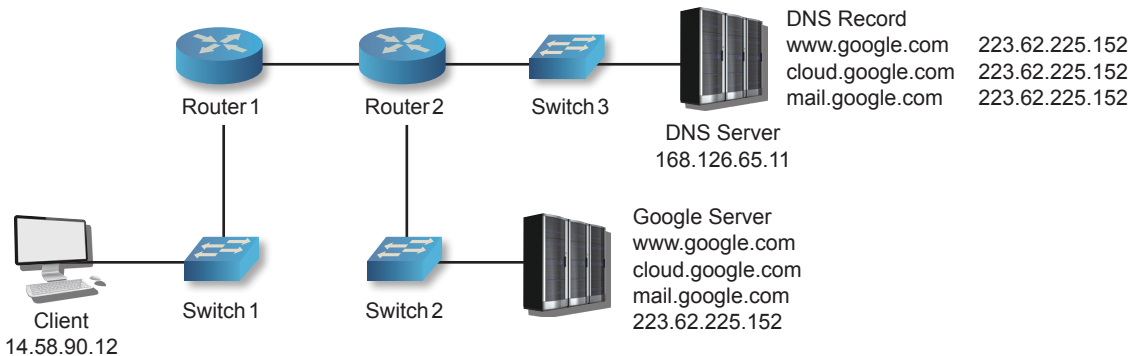 DNS Record
www.google.com 223.62.225.152
cloud.google.com 223.62.225.152
mail.google.com 223.62.225.152
Router 1
Router 2
Switch 3
DNS Server
168.126.65.11
Google Server
www.google.com
cloud.google.com
mail.google.com
223.62.225.152
Switch 1
Switch 2
Client
14.58.90.12